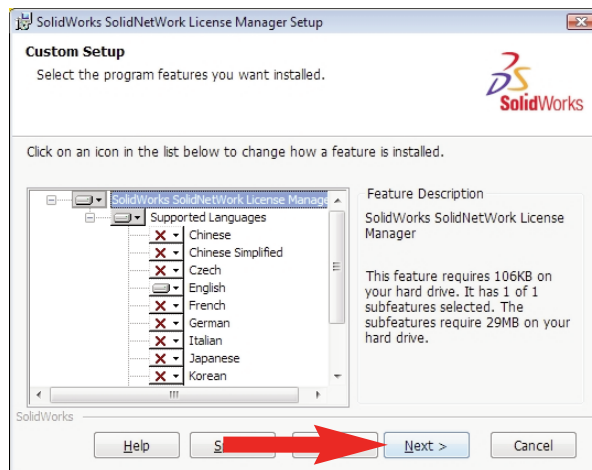 SolidWorks SolidNetWork License Manager Setup
Custom Setup
Select the program features you want installed.
SolidWorks
Click on an icon in the list below to change how a feature is installed.
SolidWorks SolidNetWork License Manage
Supported Languages
Chinese
Chinese Simplified
Czech
English
French
German
Italian
Japanese
Korean
Feature Description
SolidWorks SolidNetWork License
Manager
This feature requires 106KB on
your hard drive. It has 1 of 1
subfeatures selected. The
subfeatures require 29MB on your
hard drive.
SolidWorks
Help
Next >
Cancel